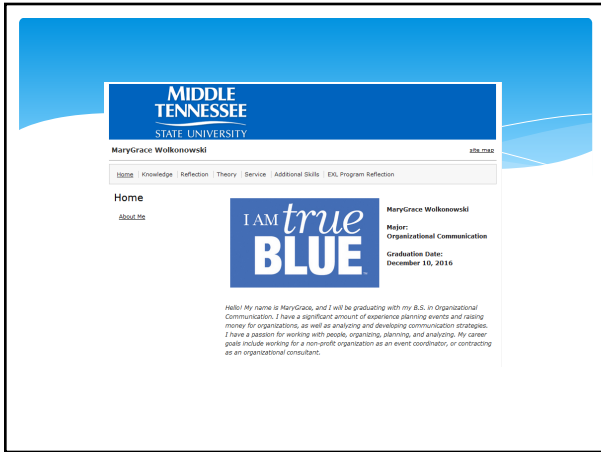 MIDDLE
TENNESSEE
STATE UNIVERSITY
MaryGrace Wolkonowski
site map
Home | Knowledge | Reflection | Theory | Service | Additional Skills | EXL Program Reflection
Home
About Me
I AM true
BLUE™
MaryGrace Wolkonowski
Major:
Organizational Communication
Graduation Date:
December 10, 2016
Hello! My name is MaryGrace, and I will be graduating with my B.S. in Organizational
Communication. I have a significant amount of experience planning events and raising
money for organizations, as well as analyzing and developing communication strategies.
I have a passion for working with people, organizing, planning, and analyzing. My career
goals include working for a non-profit organization as an event coordinator, or contracting
as an organizational consultant.